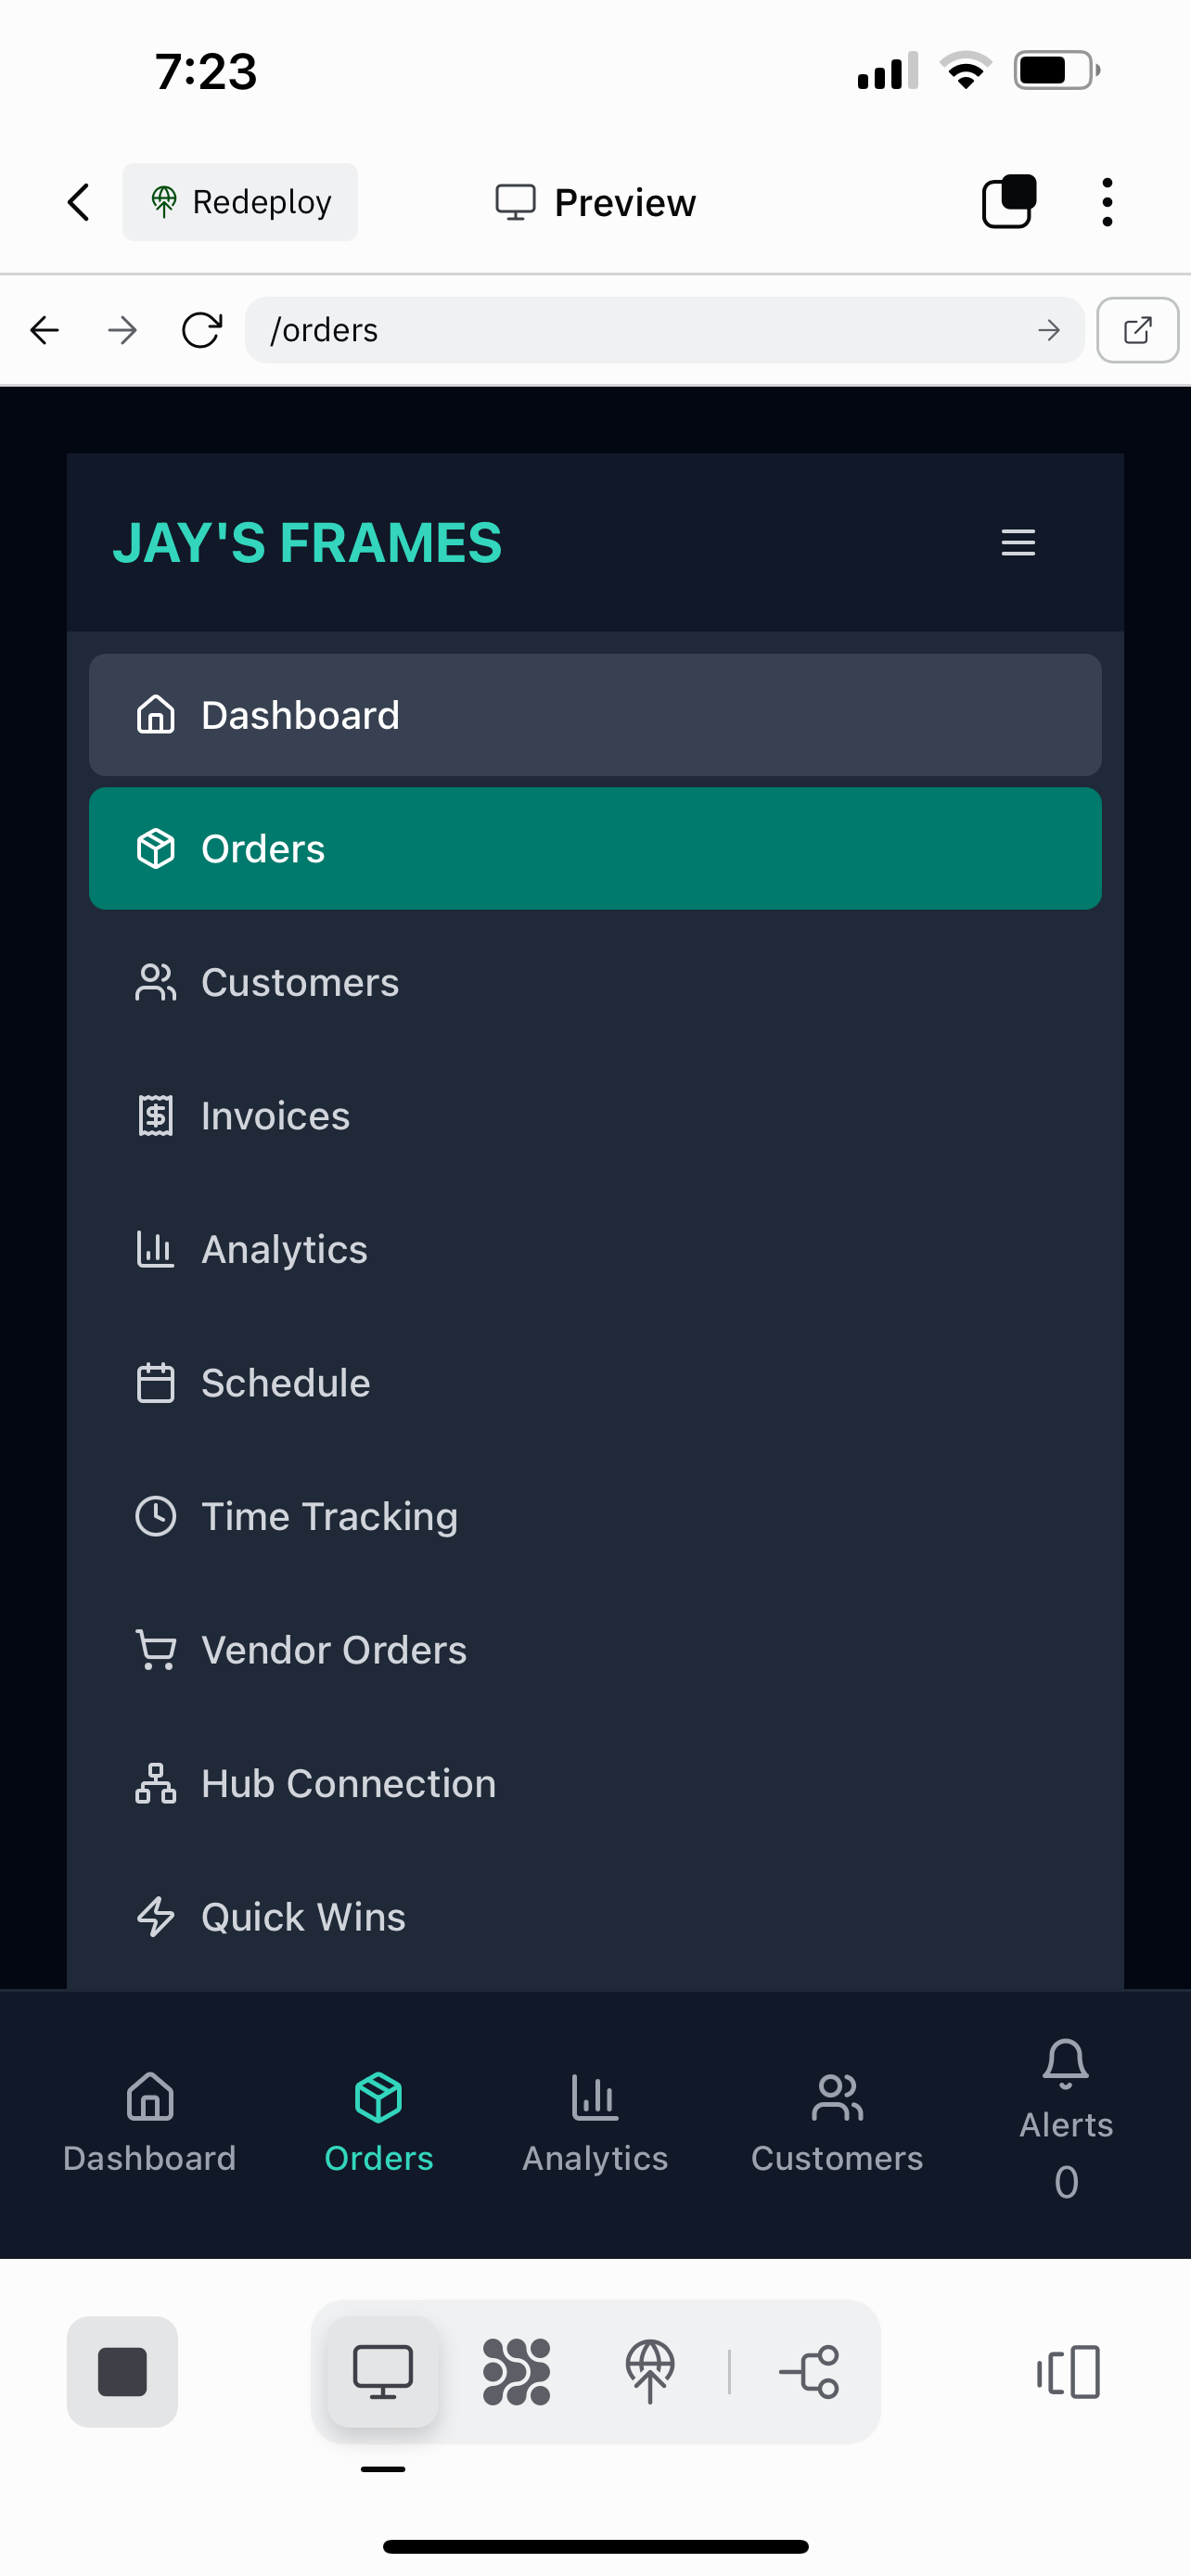 7:23
Redeploy
Preview
/orders
JAY'S FRAMES
Dashboard
Orders
Customers
Invoices
Analytics
Schedule
Time Tracking
Vendor Orders
Hub Connection
Quick Wins
Dashboard
Orders
Analytics
Customers
Alerts
0